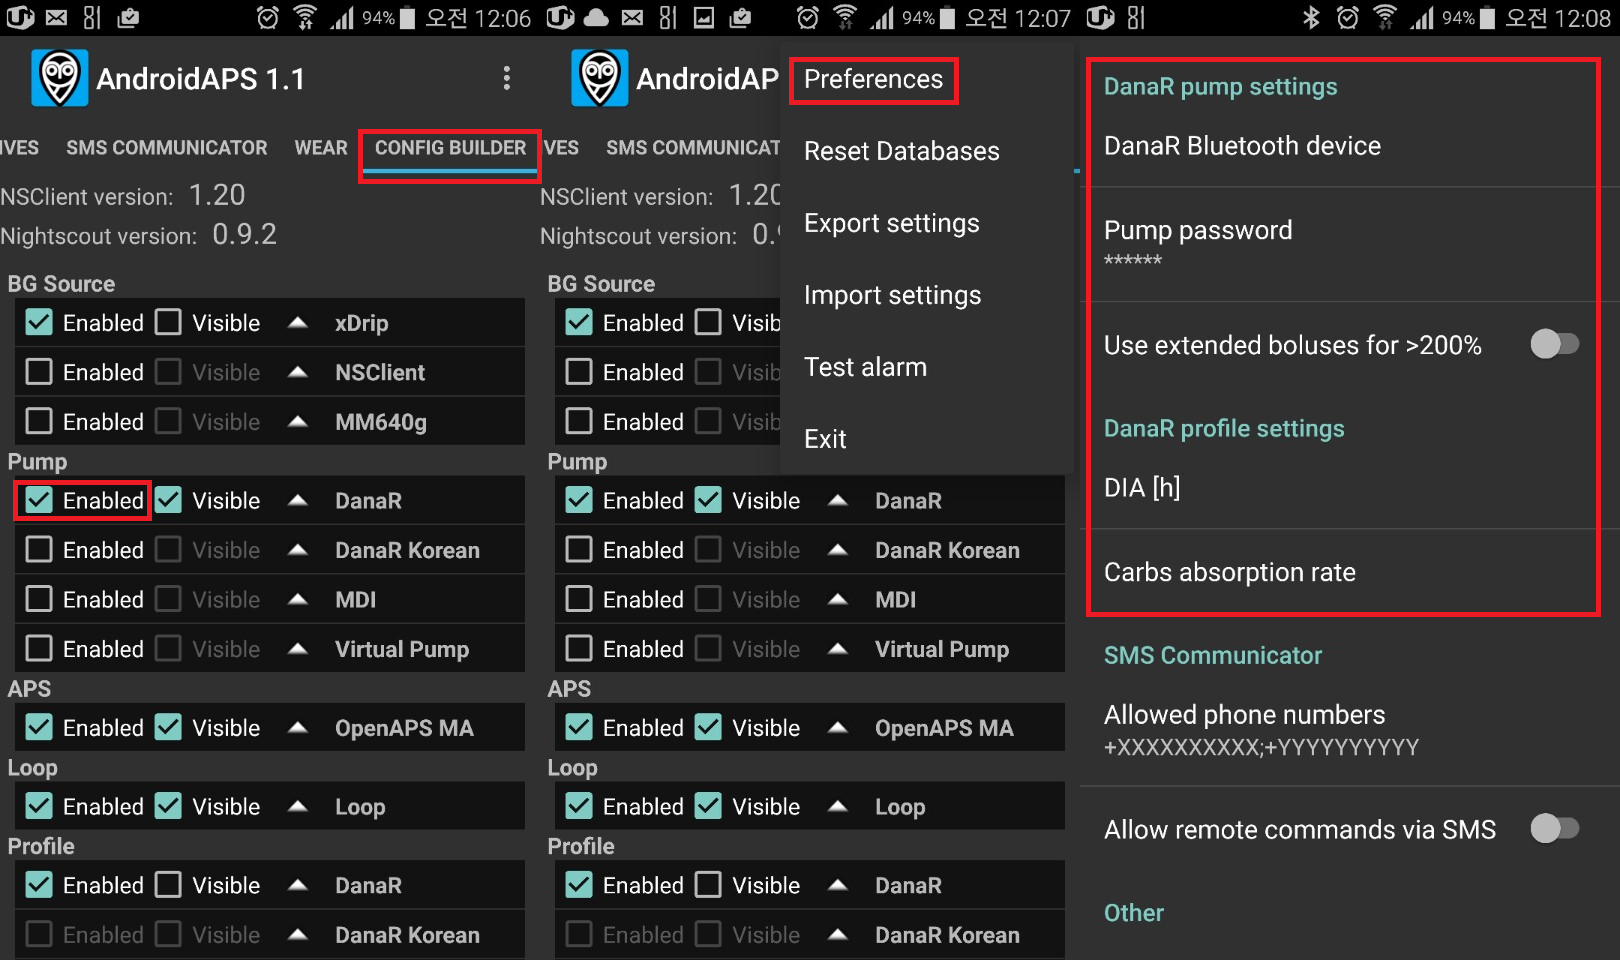 94% 오전 12:06
AndroidAPS 1.1
IVES SMS COMMUNICATOR WEAR CONFIG BUILDER
NSClient version: 1.20
Nightscout version: 0.9.2
BG Source
Enabled Visible xDrip
Enabled Visible NSClient
Enabled Visible MM640g
Pump
Enabled Visible DanaR
Enabled Visible DanaR Korean
Enabled Visible MDI
Enabled Visible Virtual Pump
APS
Enabled Visible OpenAPS MA
Loop
Enabled Visible Loop
Profile
Enabled Visible DanaR
Enabled Visible DanaR Korean
94% 오전 12:07
AndroidAP
VES SMS COMMUNICAT
NSClient version: 1.20
Nightscout version: 0.9
BG Source
Enabled Visib
Enabled Visib
Enabled Visib
Preferences
Reset Databases
Export settings
Import settings
Test alarm
Exit
Pump
Enabled Visible DanaR
Enabled Visible DanaR Korean
Enabled Visible MDI
Enabled Visible Virtual Pump
APS
Enabled Visible OpenAPS MA
Loop
Enabled Visible Loop
Profile
Enabled Visible DanaR
Enabled Visible DanaR Korean
94% 오전 12:08
DanaR pump settings
DanaR Bluetooth device
Pump password
******
Use extended boluses for >200%
DanaR profile settings
DIA [h]
Carbs absorption rate
SMS Communicator
Allowed phone numbers
+XXXXXXXXXX;+YYYYYYYYYY
Allow remote commands via SMS
Other